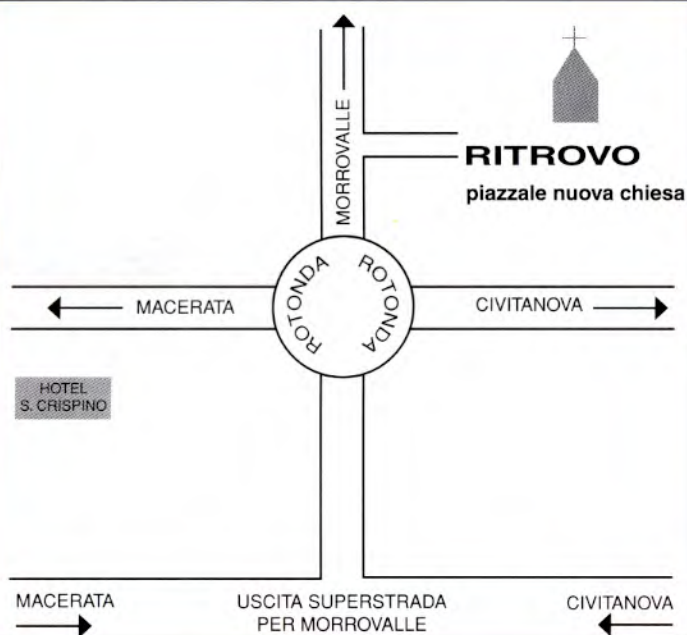 MORROVALLE
RITROVO
piazzale nuova chiesa
ROTONDA
ROTONDA
MACERATA
CIVITANOVA
HOTEL
S. CRISPINO
MACERATA
USCITA SUPERSTRADA
PER MORROVALLE
CIVITANOVA